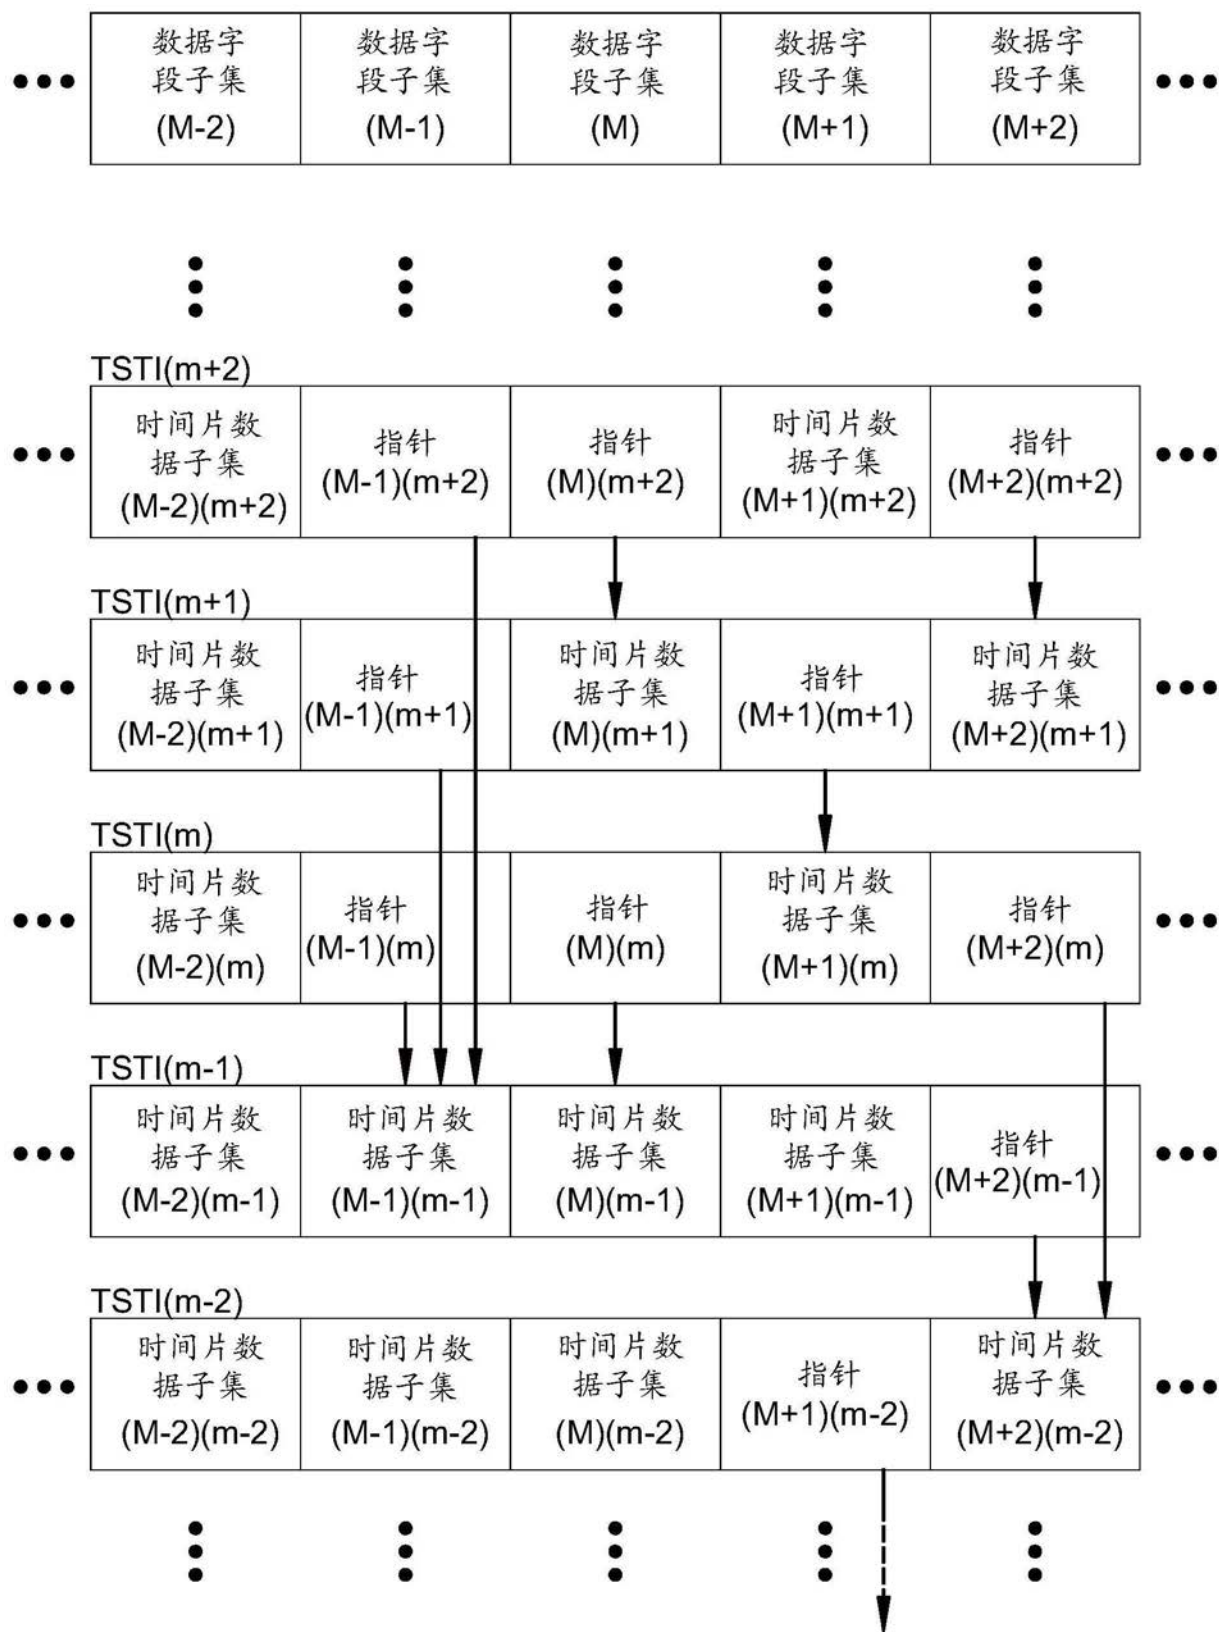 数据字 数据字 数据字 数据字 数据字
段子集 段子集 段子集 段子集 段子集
(M-2) (M-1) (M) (M+1) (M+2)
TSTI(m+2)
时间片数 指针 指针 时间片数 指针
据子集 (M-1)(m+2) (M)(m+2) 据子集 (M+2)(m+2)
(M-2)(m+2) (M+1)(m+2)
TSTI(m+1)
时间片数 指针 时间片数 指针 时间片数
据子集 (M-1)(m+1) 据子集 (M+1)(m+1) 据子集
(M-2)(m+1) (M)(m+1) (M+2)(m+1)
TSTI(m)
时间片数 指针 指针 时间片数 指针
据子集 (M-1)(m) (M)(m) 据子集 (M+2)(m)
(M-2)(m) (M+1)(m)
TSTI(m-1)
时间片数 时间片数 时间片数 时间片数 指针
据子集 据子集 据子集 据子集 (M+2)(m-1)
(M-2)(m-1) (M-1)(m-1) (M)(m-1) (M+1)(m-1)
TSTI(m-2)
时间片数 时间片数 时间片数 指针 时间片数
据子集 据子集 据子集 (M+1)(m-2) 据子集
(M-2)(m-2) (M-1)(m-2) (M)(m-2) (M+2)(m-2)